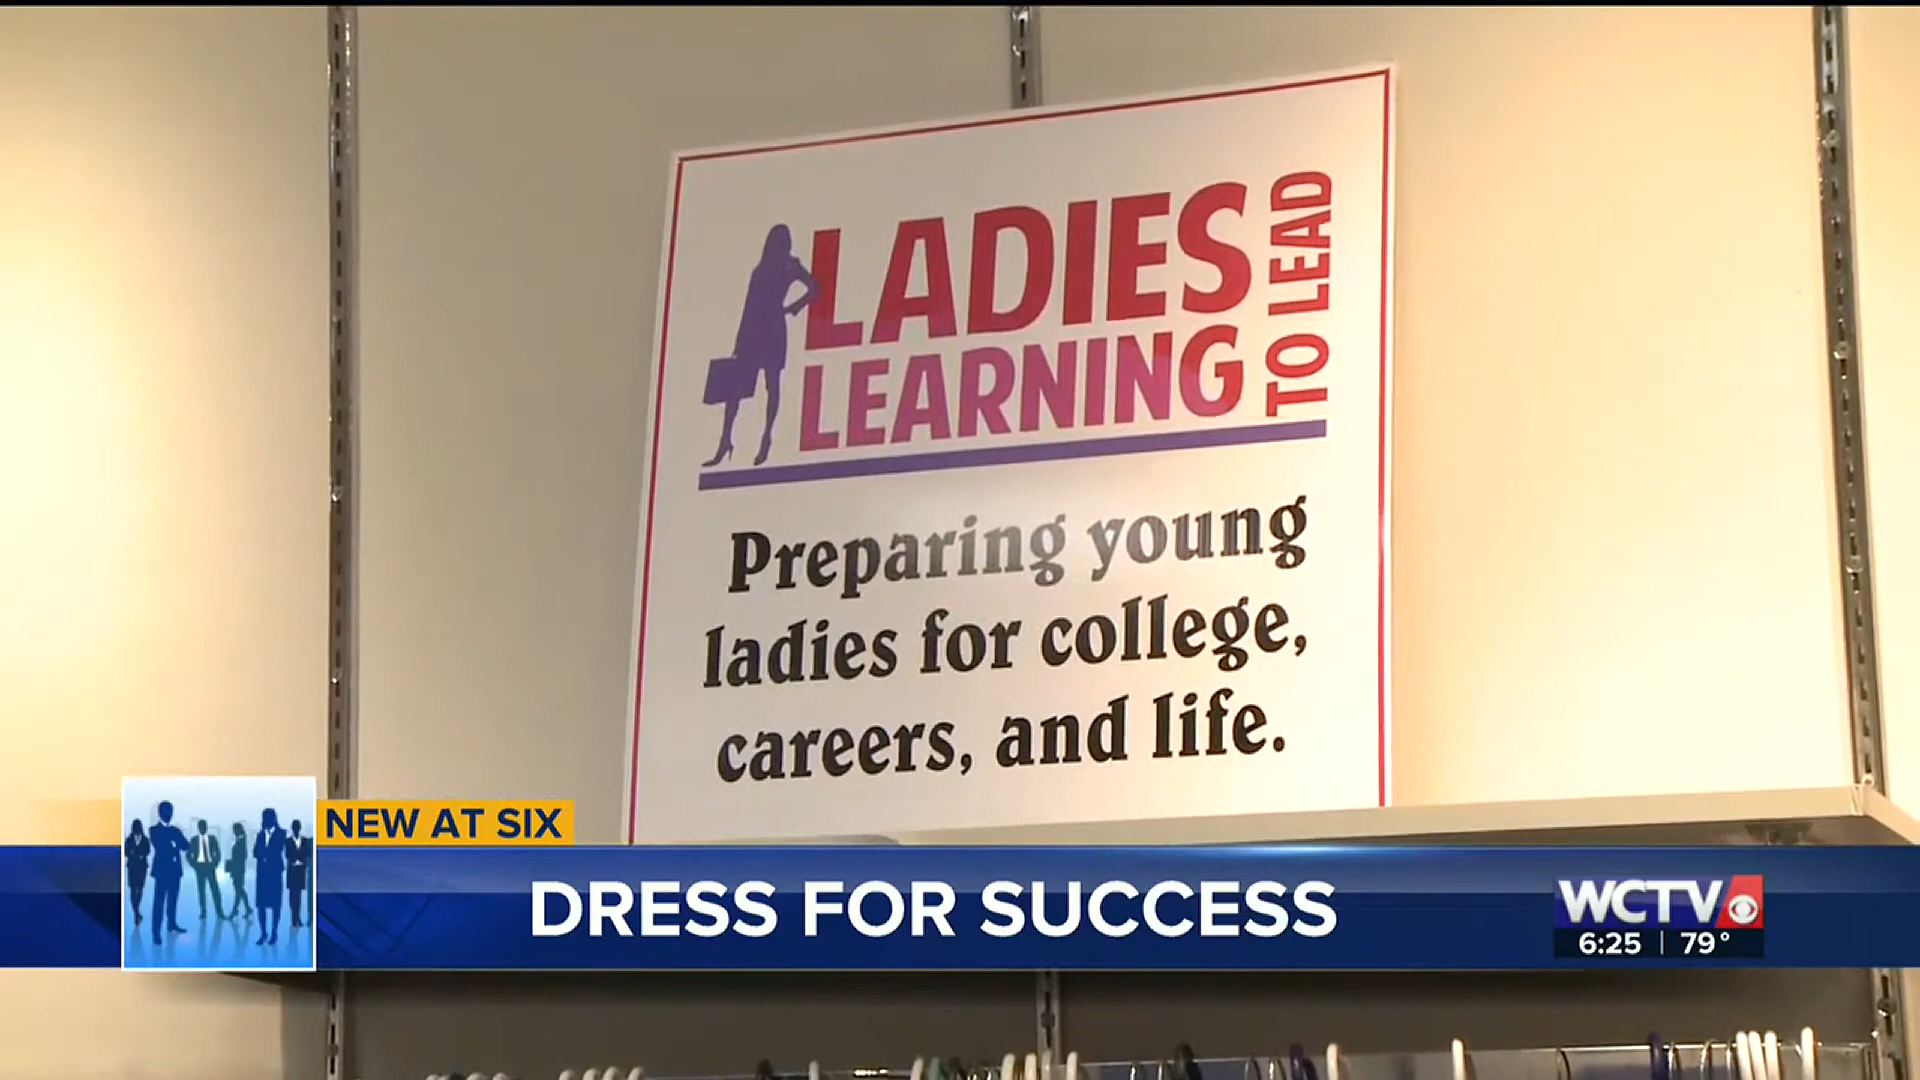 LADIES
LEARNING
TO LEAD
Preparing young
ladies for college,
careers, and life.
NEW AT SIX
DRESS FOR SUCCESS
WCTV
6:25 | 79°